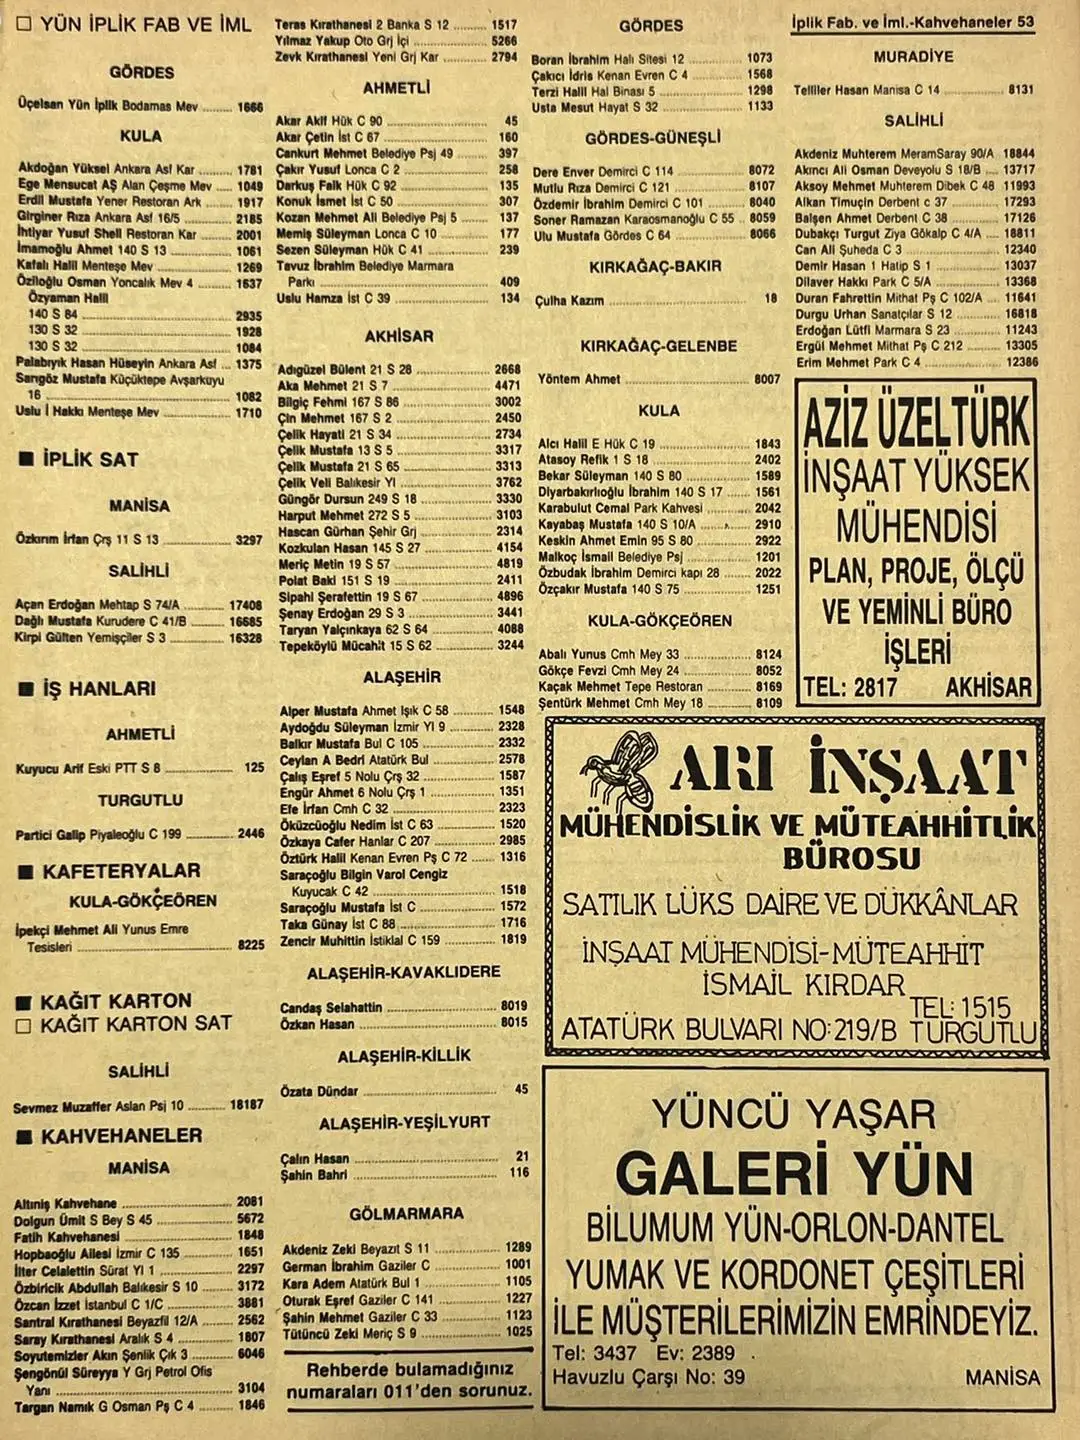 İplik Fab. ve İml.-Kahvehaneler 53
□ YÜN İPLİK FAB VE İML
GÖRDES
Üçelsan Yün İplik Bodamas Mev ........ 1666
KULA
Akdoğan Yüksel Ankara Asf Kar ........ 1781
Ege Mensucat AŞ Alan Çeşme Mev .... 1049
Erdil Mustafa Yener Restoran Ark ........ 1917
Girginer Rıza Ankara Asf 16/5 ............ 2185
İhtiyar Yusuf Shell Restoran Kar ........ 2001
İmamoğlu Ahmet 140 S 13 ................ 1061
Kafalı Halil Menteşe Mev .................. 1269
Öziloğlu Osman Yoncalık Mev 4 ........ 1637
Özyaman Halil
140 S 84 ........................ 2935
130 S 32 ........................ 1928
130 S 32 ........................ 1084
Palabıyık Hasan Hüseyin Ankara Asf .... 1375
Sarıgöz Mustafa Küçüktepe Avşarkuyu
16 ................................ 1082
Uslu İ Hakkı Menteşe Mev ................ 1710
■ İPLİK SAT
MANİSA
Özkırım İrfan Çrş 11 S 13 ................ 3297
SALİHLİ
Açan Erdoğan Mehtap S 74/A .......... 17408
Dağlı Mustafa Kurudere C 41/B ........ 16685
Kirpi Gülten Yemişçiler S 3 .............. 16328
■ İŞ HANLARI
AHMETLİ
Kuyucu Arif Eski PTT S 8 ................ 125
TURGUTLU
Partici Galip Piyaleoğlu C 199 .......... 2446
■ KAFETERYALAR
KULA-GÖKÇEÖREN
İpekçi Mehmet Ali Yunus Emre
Tesisleri ........................ 8225
■ KAĞIT KARTON
□ KAĞIT KARTON SAT
SALİHLİ
Sevmez Muzaffer Aslan Psj 10 .......... 18187
■ KAHVEHANELER
MANİSA
Altıniş Kahvehane ........................ 2081
Dolgun Ümit S Bey S 45 .................. 5672
Fatih Kahvehanesi ........................ 1848
Hopbaoğlu Ailesi İzmir C 135 .......... 1651
İlter Celalettin Sürat Yl 1 ................ 2297
Özbiricik Abdullah Balıkesir S 10 ...... 3172
Özcan İzzet İstanbul C 1/C .............. 3881
Santral Kırathanesi Beyazfil 12/A ...... 2562
Saray Kırathanesi Aralık S 4 ............ 1807
Soyutemizler Akın Şenlik Çık 3 ........ 6046
Şengönül Süreyya Y Grj Petrol Ofis
Yanı ............................ 3104
Targan Namık G Osman Pş C 4 ........ 1846
Teras Kırathanesi 2 Banka S 12 ........ 1517
Yılmaz Yakup Oto Grj İçi ................ 5266
Zevk Kırathanesi Yeni Grj Kar .......... 2794
AHMETLİ
Akar Akif Hük C 90 ...................... 45
Akar Çetin İst C 67 ...................... 160
Cankurt Mehmet Belediye Psj 49 ...... 397
Çakır Yusuf Lonca C 2 .................. 258
Darkuş Faik Hük C 92 .................. 135
Konuk İsmet İst C 50 .................... 307
Kozan Mehmet Ali Belediye Psj 5 ...... 137
Memiş Süleyman Lonca C 10 .......... 177
Sezen Süleyman Hük C 41 .............. 239
Tavuz İbrahim Belediye Marmara
Parkı ............................ 409
Uslu Hamza İst C 39 .................... 134
AKHİSAR
Adıgüzel Bülent 21 S 28 ................ 2668
Aka Mehmet 21 S 7 ...................... 4471
Bilgiç Fehmi 167 S 86 .................. 3002
Çin Mehmet 167 S 2 .................... 2450
Çelik Hayati 21 S 34 .................... 2734
Çelik Mustafa 13 S 5 .................... 3317
Çelik Mustafa 21 S 65 .................. 3313
Çelik Veli Balıkesir Yl .................. 3762
Güngör Dursun 249 S 18 ................ 3330
Harput Mehmet 272 S 5 ................ 3103
Hascan Gürhan Şehir Grj .............. 2314
Kozkulan Hasan 145 S 27 .............. 4154
Meriç Metin 19 S 57 .................... 4819
Polat Baki 151 S 19 .................... 2411
Sipahi Şerafettin 19 S 67 .............. 4896
Şenay Erdoğan 29 S 3 .................. 3441
Taryan Yalçınkaya 62 S 64 ............ 4088
Tepeköylü Mücahit 15 S 62 ............ 3244
ALAŞEHİR
Alper Mustafa Ahmet Işık C 58 ........ 1548
Aydoğdu Süleyman İzmir Yl 9 .......... 2328
Balkır Mustafa Bul C 105 .............. 2332
Ceylan A Bedri Atatürk Bul ............ 2578
Çalış Eşref 5 Nolu Çrş 32 .............. 1587
Engür Ahmet 6 Nolu Çrş 1 ............ 1351
Efe İrfan Cmh C 32 ...................... 2323
Öküzcüoğlu Nedim İst C 63 ............ 1520
Özkaya Cafer Hanlar C 207 ............ 2985
Öztürk Halil Kenan Evren Pş C 72 .... 1316
Saraçoğlu Bilgin Varol Cengiz
Kuyucak C 42 .................. 1518
Saraçoğlu Mustafa İst C ................ 1572
Taka Günay İst C 88 .................... 1716
Zencir Muhittin İstiklal C 159 .......... 1819
ALAŞEHİR-KAVAKLIDERE
Candaş Selahattin ...................... 8019
Özkan Hasan ............................ 8015
ALAŞEHİR-KİLLİK
Özata Dündar ............................ 45
ALAŞEHİR-YEŞİLYURT
Çalın Hasan .............................. 21
Şahin Bahri .............................. 116
GÖLMARMARA
Akdeniz Zeki Beyazıt S 11 .............. 1289
German İbrahim Gaziler C .............. 1001
Kara Adem Atatürk Bul 1 .............. 1105
Oturak Eşref Gaziler C 141 ............ 1227
Şahin Mehmet Gaziler C 33 ............ 1123
Tütüncü Zeki Meriç S 9 ................ 1025
Rehberde bulamadığınız
numaraları 011'den sorunuz.
GÖRDES
Boran İbrahim Halı Sitesi 12 .......... 1073
Çakıcı İdris Kenan Evren C 4 .......... 1568
Terzi Halil Hal Binası 5 ................ 1298
Usta Mesut Hayat S 32 ................ 1133
GÖRDES-GÜNEŞLİ
Dere Enver Demirci C 114 .............. 8072
Mutlu Rıza Demirci C 121 .............. 8107
Özdemir İbrahim Demirci C 101 ........ 8040
Soner Ramazan Karaosmanoğlu C 55 .. 8059
Ulu Mustafa Gördes C 64 .............. 8066
KIRKAĞAÇ-BAKIR
Çulha Kazım .............................. 18
KIRKAĞAÇ-GELENBE
Yöntem Ahmet .......................... 8007
KULA
Alcı Halil E Hük C 19 .................... 1843
Atasoy Refik 1 S 18 .................... 2402
Bekar Süleyman 140 S 80 .............. 1589
Diyarbakırlıoğlu İbrahim 140 S 17 ...... 1561
Karabulut Cemal Park Kahvesi ........ 2042
Kayabaş Mustafa 140 S 10/A .......... 2910
Keskin Ahmet Emin 95 S 80 .......... 2922
Malkoç İsmail Belediye Psj ............ 1201
Özbudak İbrahim Demirci kapı 28 ...... 2022
Özçakır Mustafa 140 S 75 .............. 1251
KULA-GÖKÇEÖREN
Abalı Yunus Cmh Mey 33 .............. 8124
Gökçe Fevzi Cmh Mey 24 .............. 8052
Kaçak Mehmet Tepe Restoran ........ 8169
Şentürk Mehmet Cmh Mey 18 ........ 8109
MURADİYE
Telliler Hasan Manisa C 14 ............ 8131
SALİHLİ
Akdeniz Muhterem MeramSaray 90/A 18844
Akıncı Ali Osman Deveyolu S 18/B .... 13717
Aksoy Mehmet Muhterem Dibek C 48 11993
Alkan Timuçin Derbent c 37 .......... 17293
Balşen Ahmet Derbent C 38 .......... 17126
Dubakçı Turgut Ziya Gökalp C 4/A .... 18811
Can Ali Şuheda C 3 .................... 12340
Demir Hasan 1 Hatip S 1 .............. 13037
Dilaver Hakkı Park C 5/A .............. 13368
Duran Fahrettin Mithat Pş C 102/A .... 11641
Durgu Urhan Sanatçılar S 12 .......... 16818
Erdoğan Lütfi Marmara S 23 .......... 11243
Ergül Mehmet Mithat Pş C 212 ........ 13305
Erim Mehmet Park C 4 ................ 12386
AZİZ ÜZELTÜRK
İNŞAAT YÜKSEK
MÜHENDİSİ
PLAN, PROJE, ÖLÇÜ
VE YEMİNLİ BÜRO
İŞLERİ
TEL: 2817 AKHİSAR
ARI İNŞAAT
MÜHENDİSLİK VE MÜTEAHHİTLİK
BÜROSU
SATILIK LÜKS DAİRE VE DÜKKÂNLAR
İNŞAAT MÜHENDİSİ-MÜTEAHHİT
İSMAİL KIRDAR
TEL: 1515
ATATÜRK BULVARI NO:219/B TURGUTLU
YÜNCÜ YAŞAR
GALERİ YÜN
BİLUMUM YÜN-ORLON-DANTEL
YUMAK VE KORDONET ÇEŞİTLERİ
İLE MÜŞTERİLERİMİZİN EMRİNDEYİZ.
Tel: 3437 Ev: 2389
Havuzlu Çarşı No: 39 MANİSA